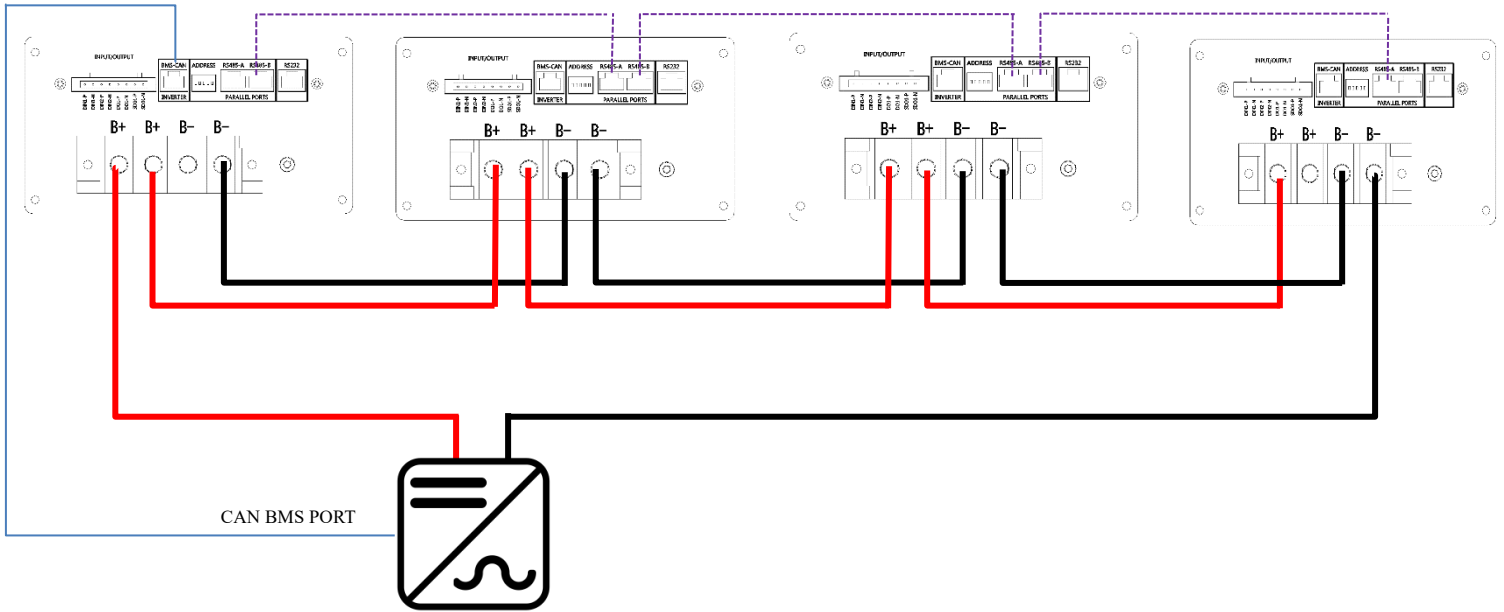 INPUT/OUTPUT
BMS-CAN ADDRESS RS485-A RS485-B RS232
INVERTER PARALLEL PORTS
B+ B+ B- B-
INPUT/OUTPUT
BMS-CAN ADDRESS RS485-A RS485-B RS232
INVERTER PARALLEL PORTS
B+ B+ B- B-
INPUT/OUTPUT
BMS-CAN ADDRESS RS485-A RS485-B RS232
INVERTER PARALLEL PORTS
B+ B+ B- B-
INPUT/OUTPUT
BMS-CAN ADDRESS RS485-A RS485-B RS232
INVERTER PARALLEL PORTS
B+ B+ B- B-
CAN BMS PORT